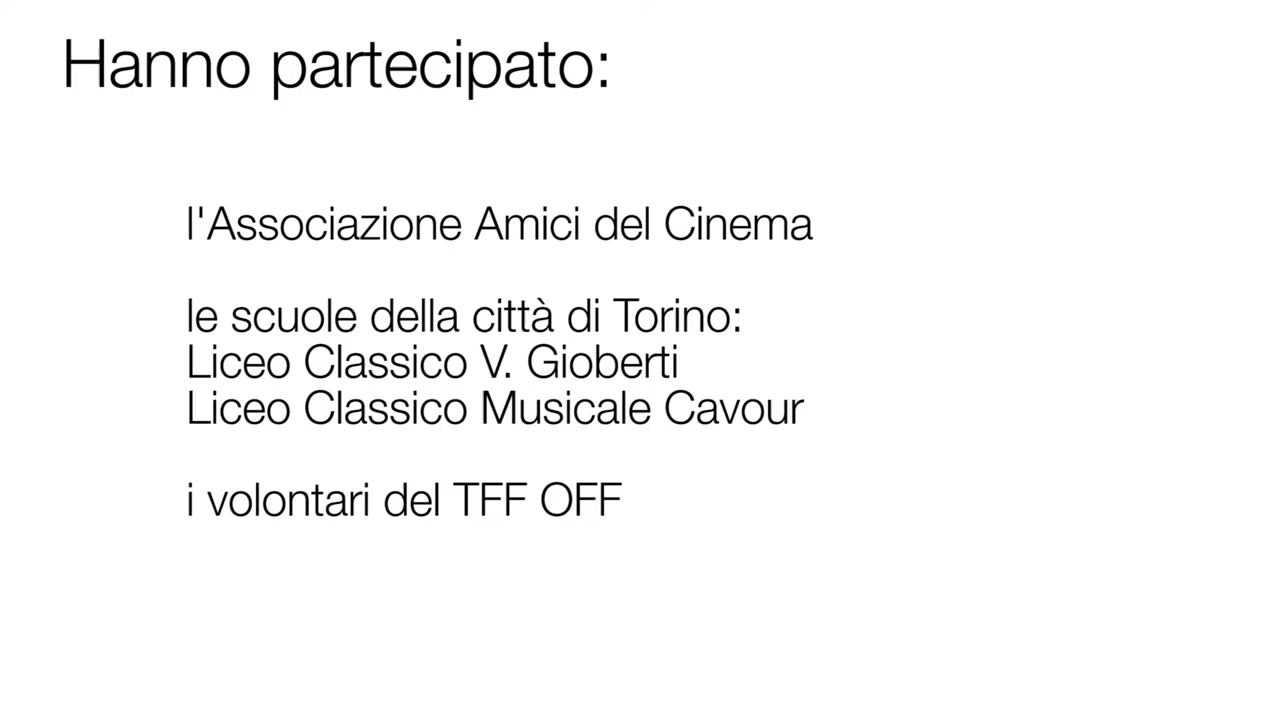 Hanno partecipato:
l'Associazione Amici del Cinema
le scuole della città di Torino:
Liceo Classico V. Gioberti
Liceo Classico Musicale Cavour
i volontari del TFF OFF